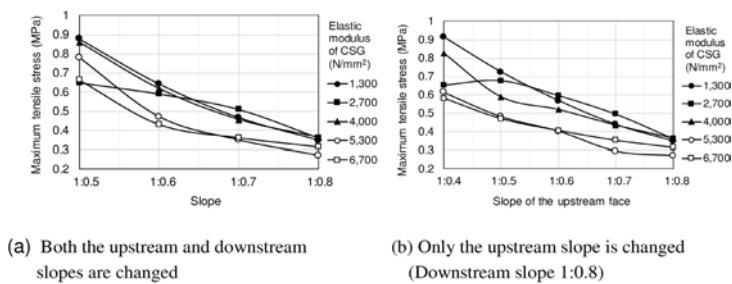 Maximum tensile stress (MPa)
1
0.9
0.8
0.7
0.6
0.5
0.4
0.3
0.2
1:0.5
1:0.6
1:0.7
1:0.8
Slope
Elastic
modulus
of CSG
(N/mm²)
1,300
2,700
4,000
5,300
6,700
Maximum tensile stress (MPa)
1
0.9
0.8
0.7
0.6
0.5
0.4
0.3
0.2
1:0.4
1:0.5
1:0.6
1:0.7
1:0.8
Slope of the upstream face
Elastic
modulus
of CSG
(N/mm²)
1,300
2,700
4,000
5,300
6,700
(a) Both the upstream and downstream
slopes are changed
(b) Only the upstream slope is changed
(Downstream slope 1:0.8)